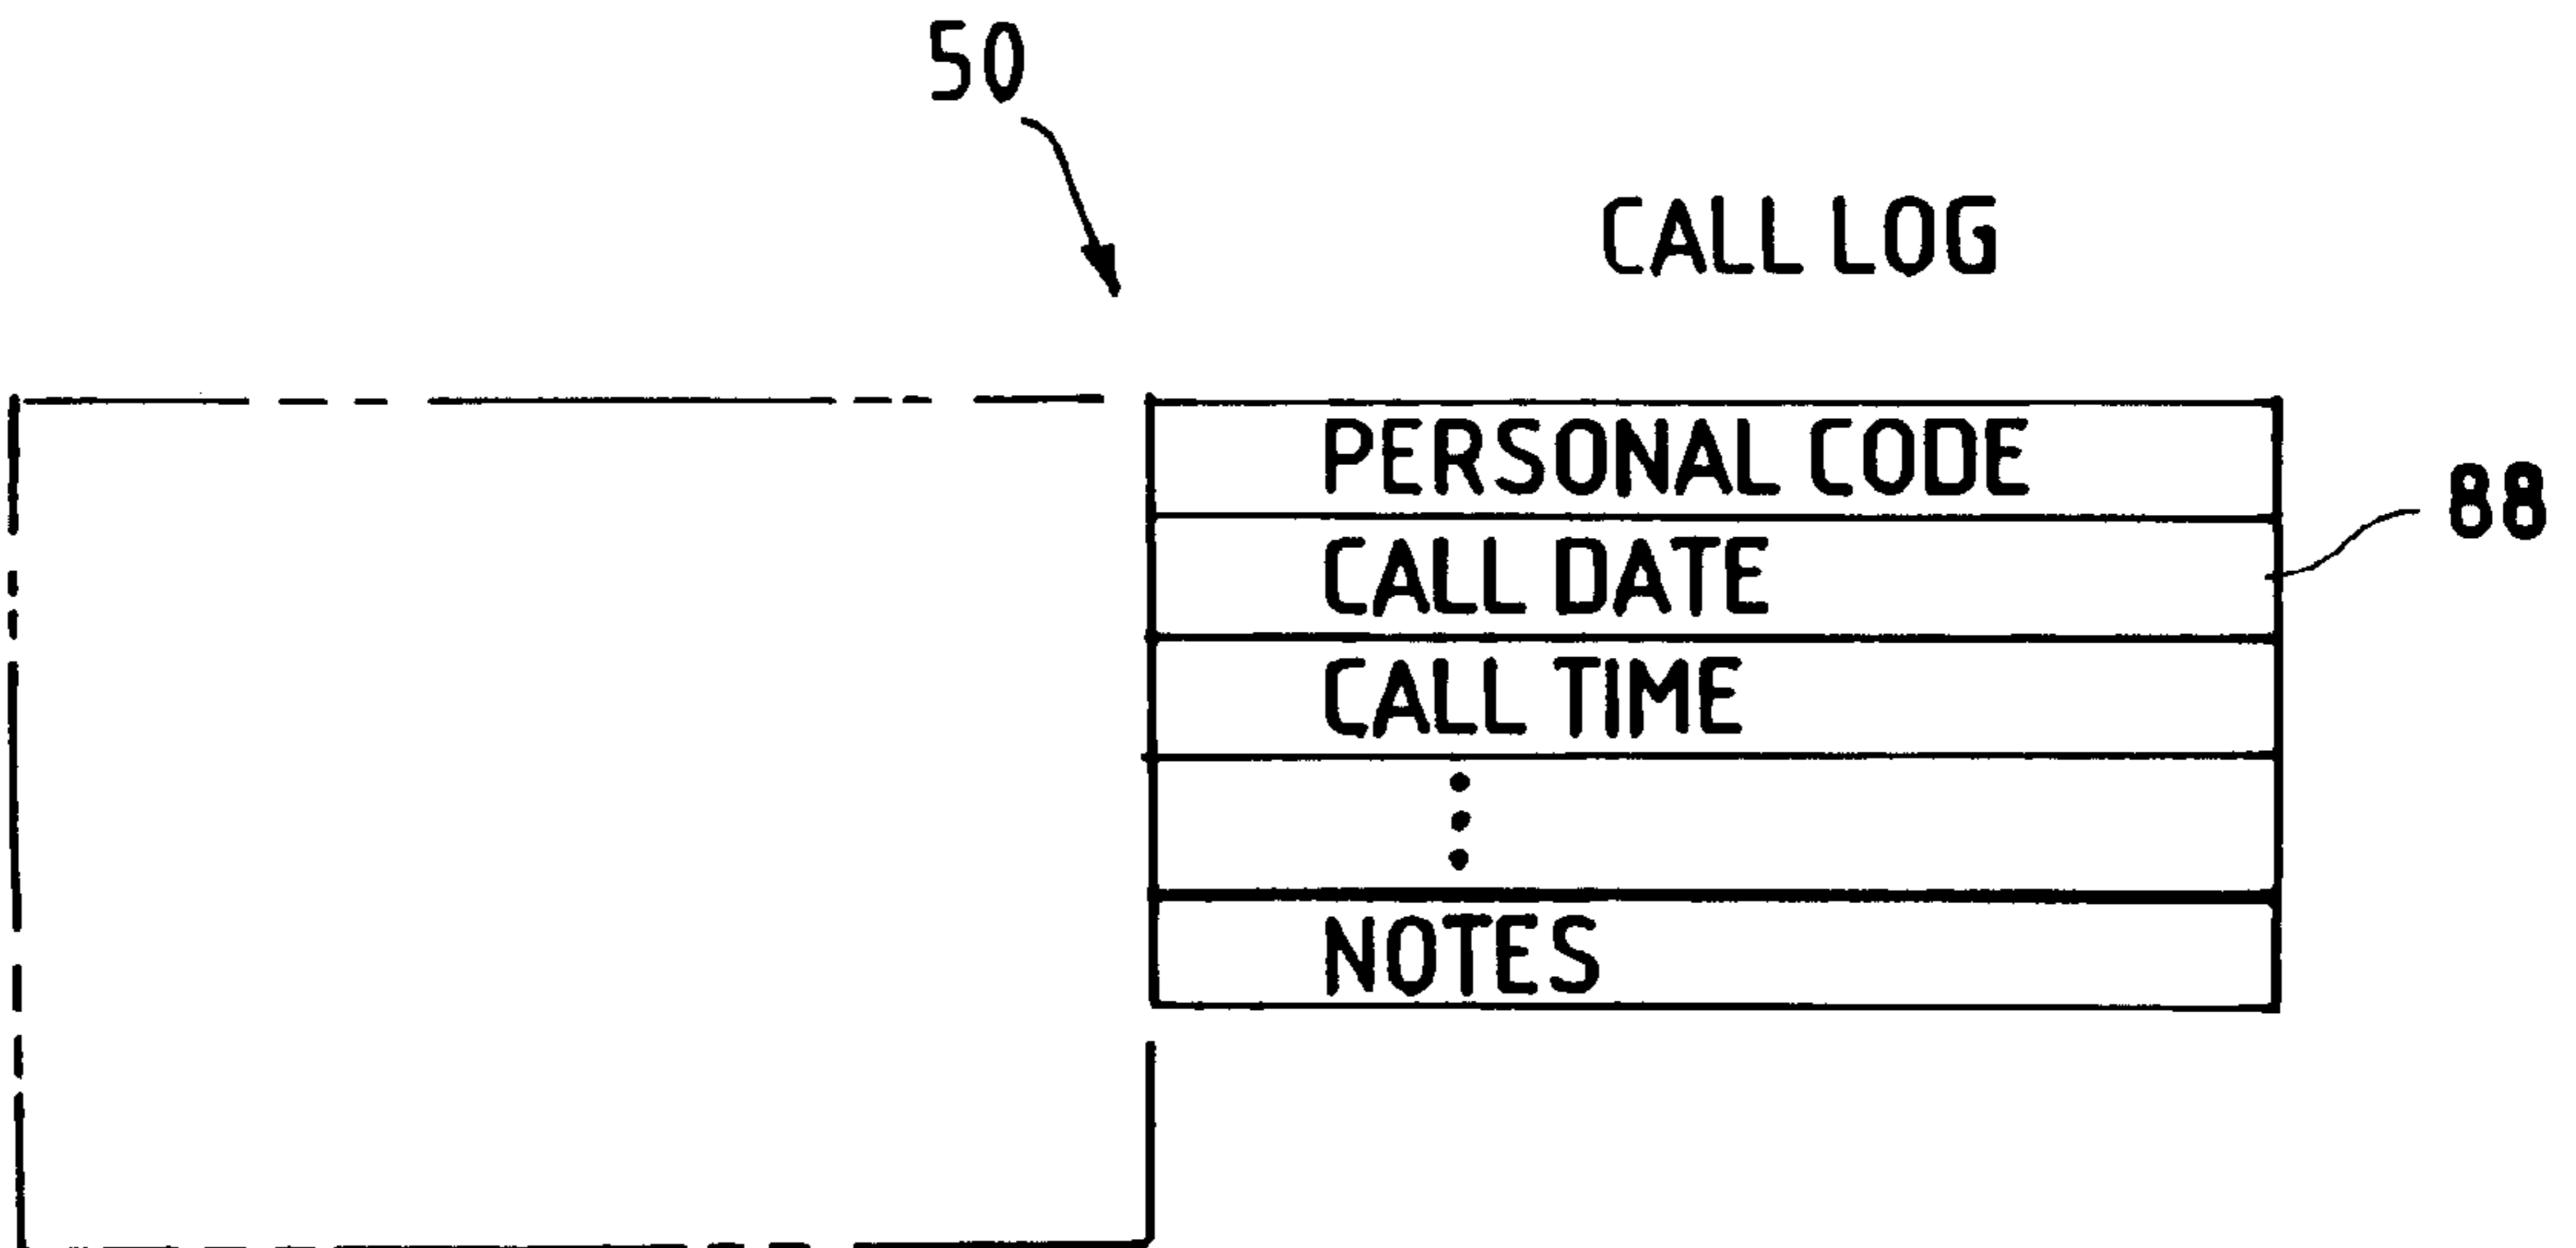 50
CALL LOG
PERSONAL CODE
88
CALL DATE
CALL TIME
NOTES